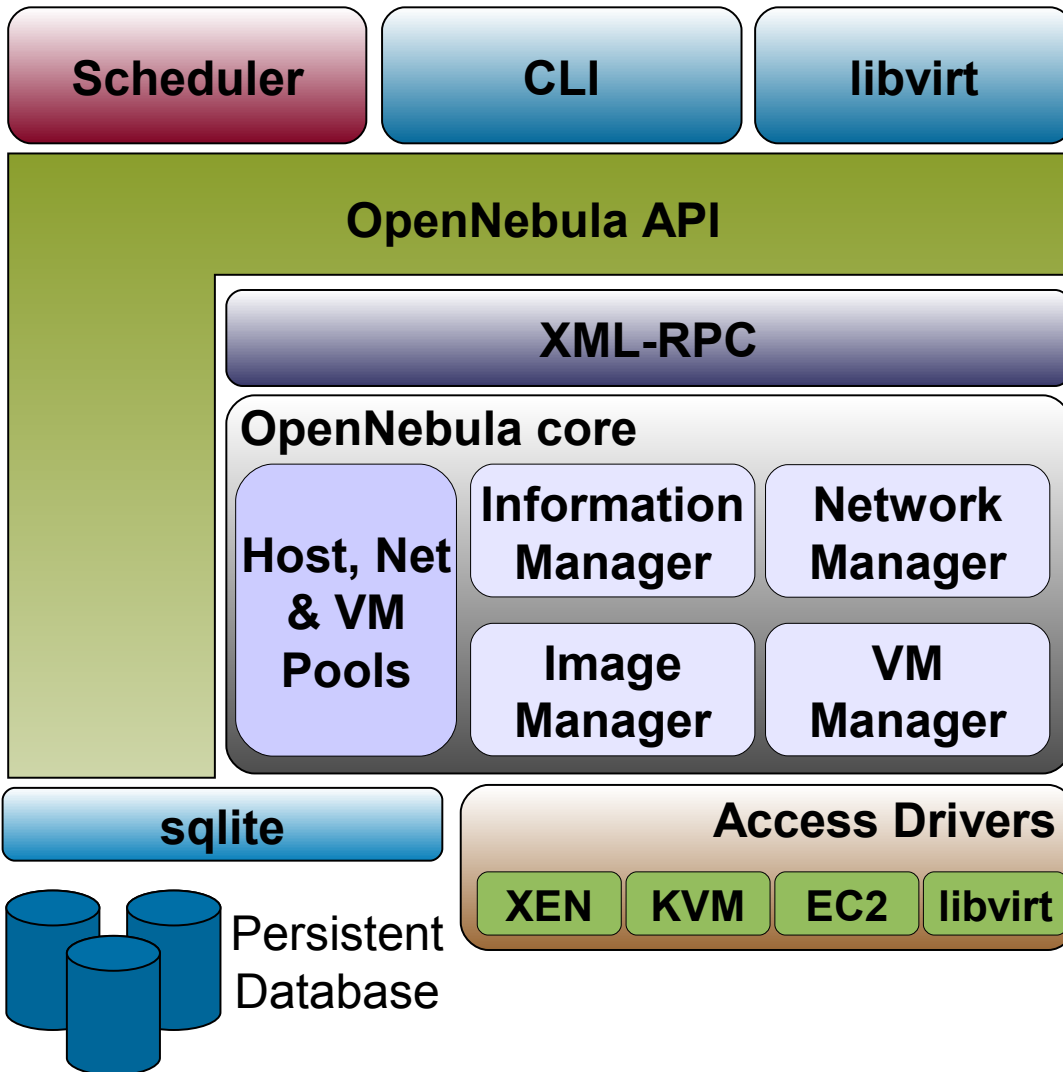 Scheduler
CLI
libvirt
OpenNebula API
XML-RPC
OpenNebula core
Host, Net
& VM
Pools
Information
Manager
Network
Manager
Image
Manager
VM
Manager
sqlite
Access Drivers
XEN
KVM
EC2
libvirt
Persistent
Database